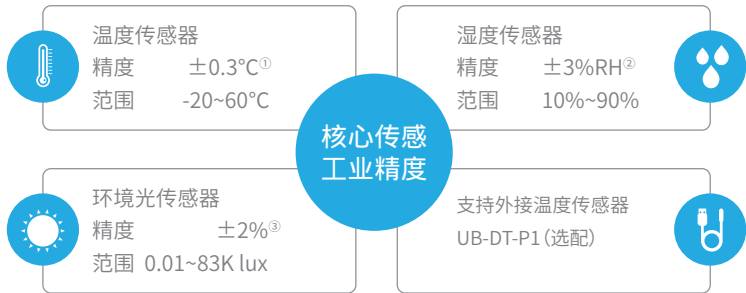 温度传感器
精度 ±0.3℃①
范围 -20~60℃
湿度传感器
精度 ±3%RH②
范围 10%~90%
核心传感
工业精度
环境光传感器
精度 ±2%③
范围 0.01~83K lux
支持外接温度传感器
UB-DT-P1(选配)